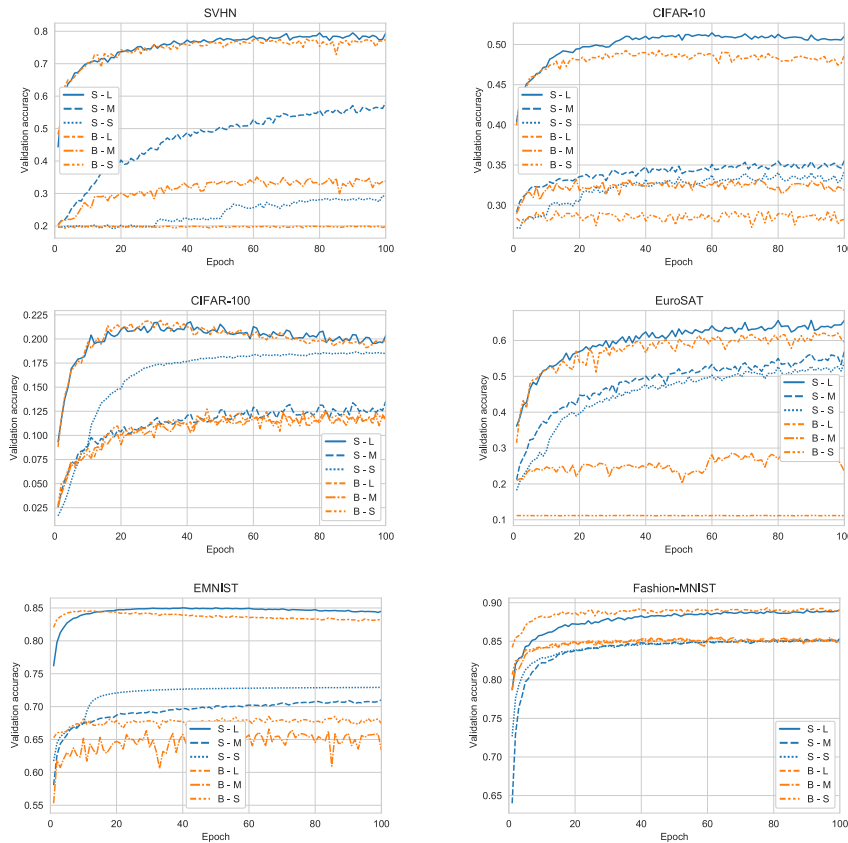 SVHN
Validation accuracy
0.8
0.7
0.6
0.5
0.4
0.3
0.2
S - L
S - M
S - S
B - L
B - M
B - S
0
20
40
60
80
100
Epoch
CIFAR-10
Validation accuracy
0.50
0.45
0.40
0.35
0.30
S - L
S - M
S - S
B - L
B - M
B - S
0
20
40
60
80
100
Epoch
CIFAR-100
Validation accuracy
0.225
0.200
0.175
0.150
0.125
0.100
0.075
0.050
0.025
S - L
S - M
S - S
B - L
B - M
B - S
0
20
40
60
80
100
Epoch
EuroSAT
Validation accuracy
0.6
0.5
0.4
0.3
0.2
0.1
S - L
S - M
S - S
B - L
B - M
B - S
0
20
40
60
80
100
Epoch
EMNIST
Validation accuracy
0.85
0.80
0.75
0.70
0.65
0.60
0.55
S - L
S - M
S - S
B - L
B - M
B - S
0
20
40
60
80
100
Epoch
Fashion-MNIST
Validation accuracy
0.90
0.85
0.80
0.75
0.70
0.65
S - L
S - M
S - S
B - L
B - M
B - S
0
20
40
60
80
100
Epoch